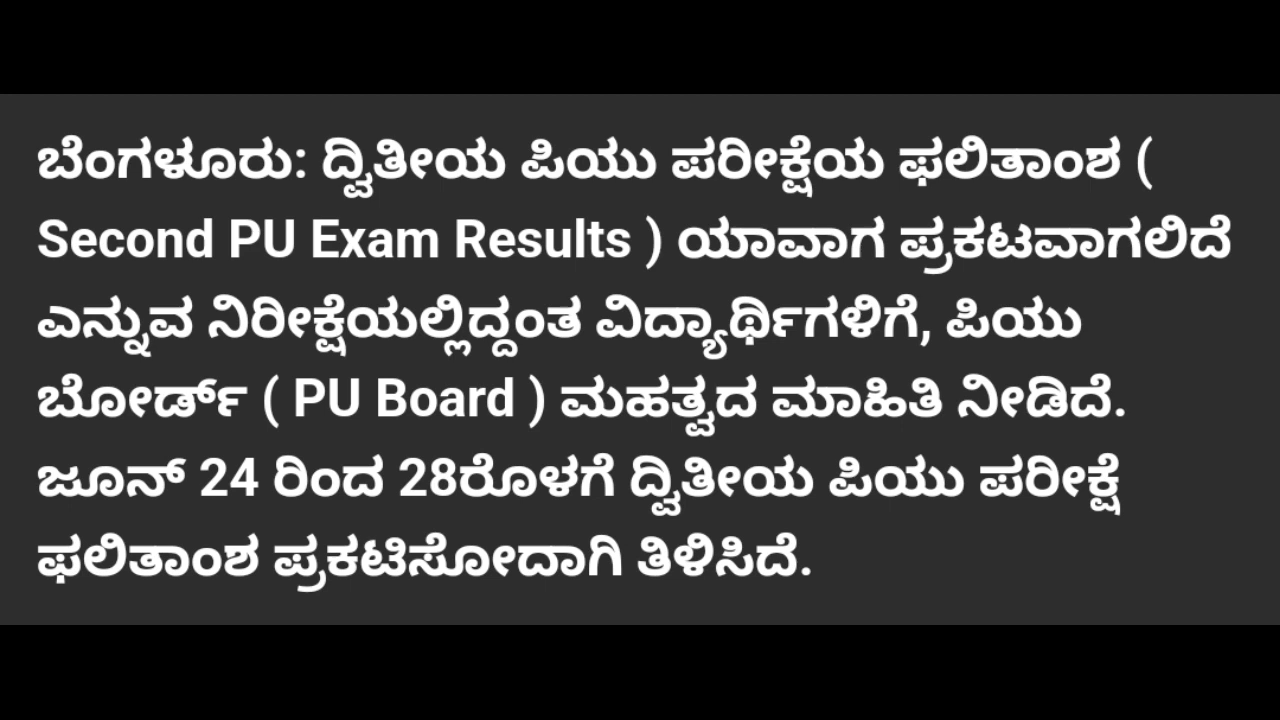 ಬೆಂಗಳೂರು: ದ್ವಿತೀಯ ಪಿಯು ಪರೀಕ್ಷೆಯ ಫಲಿತಾಂಶ (
Second PU Exam Results ) ಯಾವಾಗ ಪ್ರಕಟವಾಗಲಿದೆ
ಎನ್ನುವ ನಿರೀಕ್ಷೆಯಲ್ಲಿದ್ದಂತ ವಿದ್ಯಾರ್ಥಿಗಳಿಗೆ, ಪಿಯು
ಬೋರ್ಡ್ ( PU Board ) ಮಹತ್ವದ ಮಾಹಿತಿ ನೀಡಿದೆ.
ಜೂನ್ 24 ರಿಂದ 28ರೊಳಗೆ ದ್ವಿತೀಯ ಪಿಯು ಪರೀಕ್ಷೆ
ಫಲಿತಾಂಶ ಪ್ರಕಟಿಸೋದಾಗಿ ತಿಳಿಸಿದೆ.